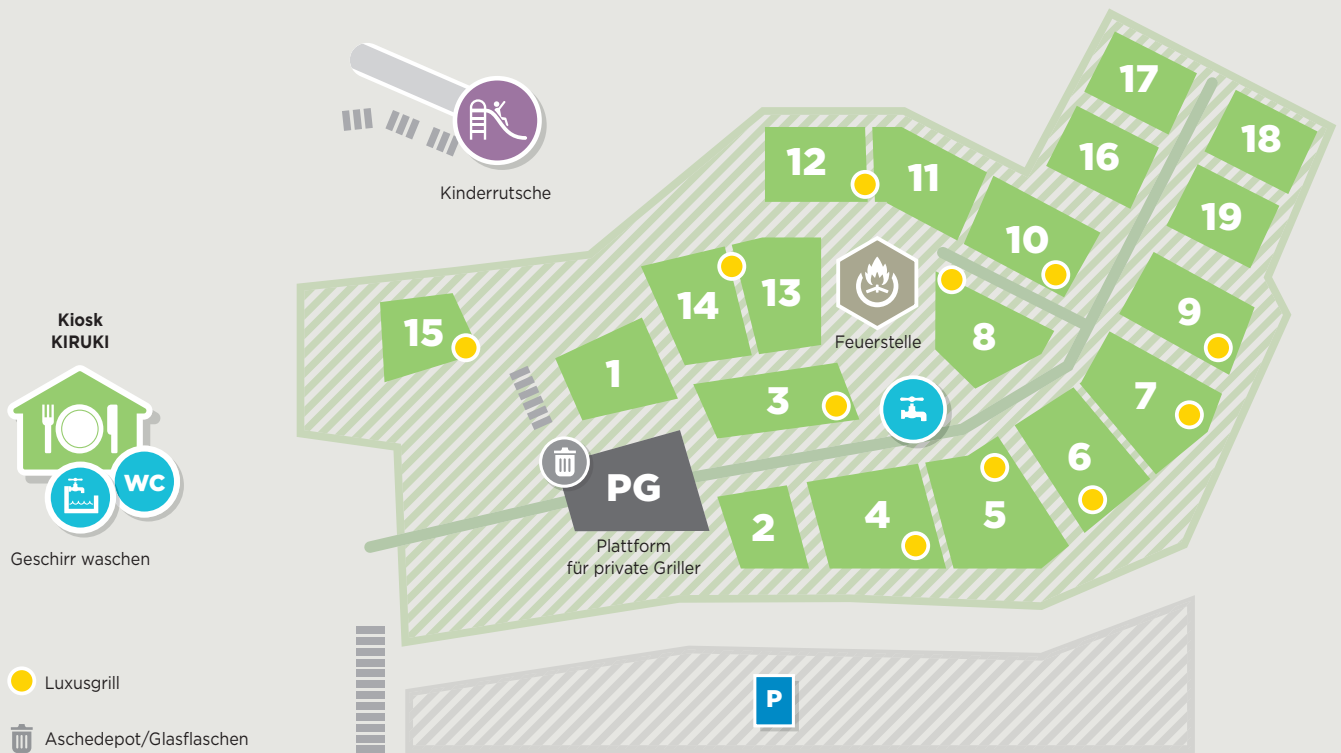 17
18
12
11
16
19
Kinderrutsche
10
14
13
9
Kiosk
KIRUKI
15
Feuerstelle
8
1
3
7
6
WC
PG
2
4
5
Geschirr waschen
Plattform
für private Griller
Luxusgrill
P
Aschedepot/Glasflaschen